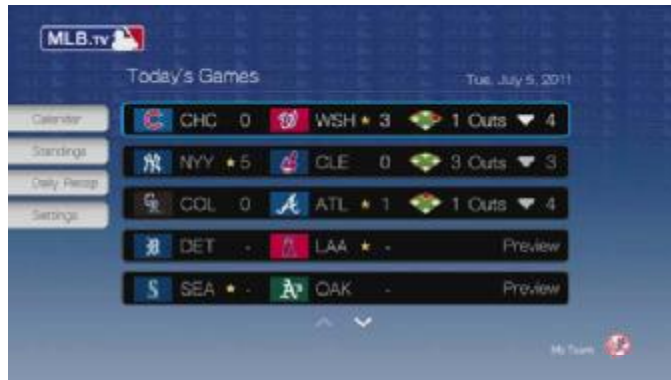 MLB.TV
Today's Games
Tue, July 5, 2011
Calendar
Standings
Daily Recap
Settings
CHC 0 WSH 3 1 Outs 4
NYY 5 CLE 0 3 Outs 3
COL 0 ATL 1 1 Outs 4
DET - LAA - Preview
SEA - OAK - Preview
My Team